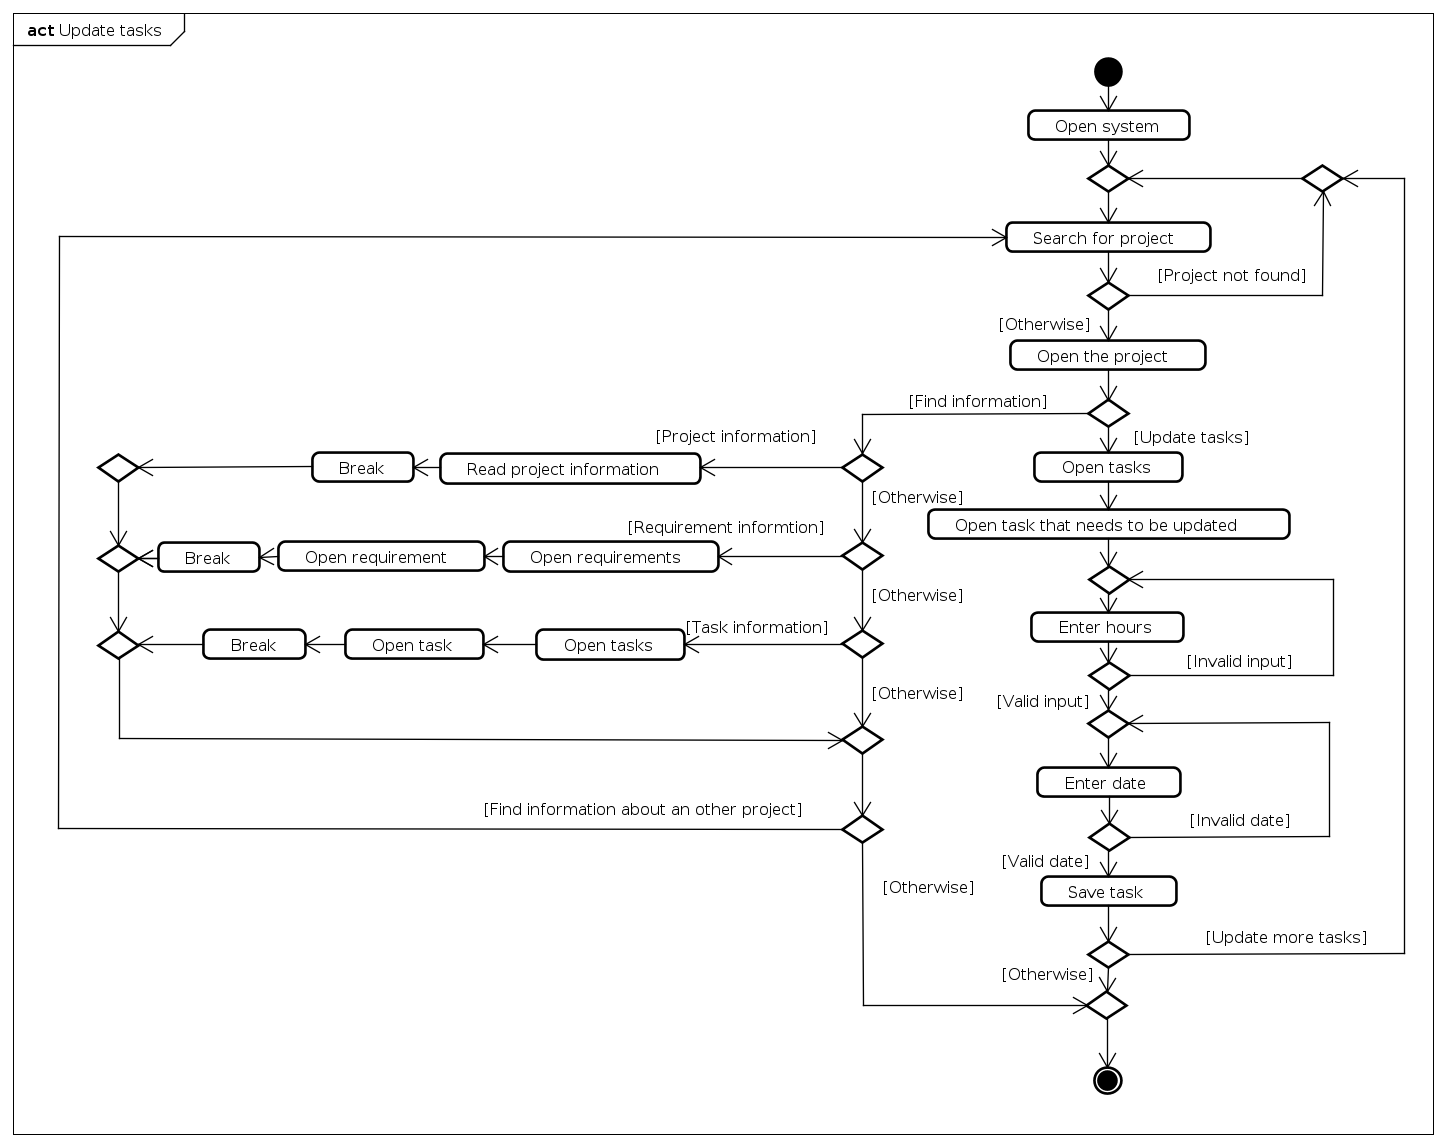 act Update tasks
Open system
Search for project
[Project not found]
[Otherwise]
Open the project
[Find information]
[Update tasks]
[Project information]
Break
Read project information
Open tasks
[Otherwise]
Open task that needs to be updated
[Requirement informtion]
Break
Open requirement
Open requirements
[Otherwise]
Enter hours
[Task information]
Break
Open task
Open tasks
[Invalid input]
[Otherwise]
[Valid input]
Enter date
[Find information about an other project]
[Invalid date]
[Valid date]
[Otherwise]
Save task
[Update more tasks]
[Otherwise]